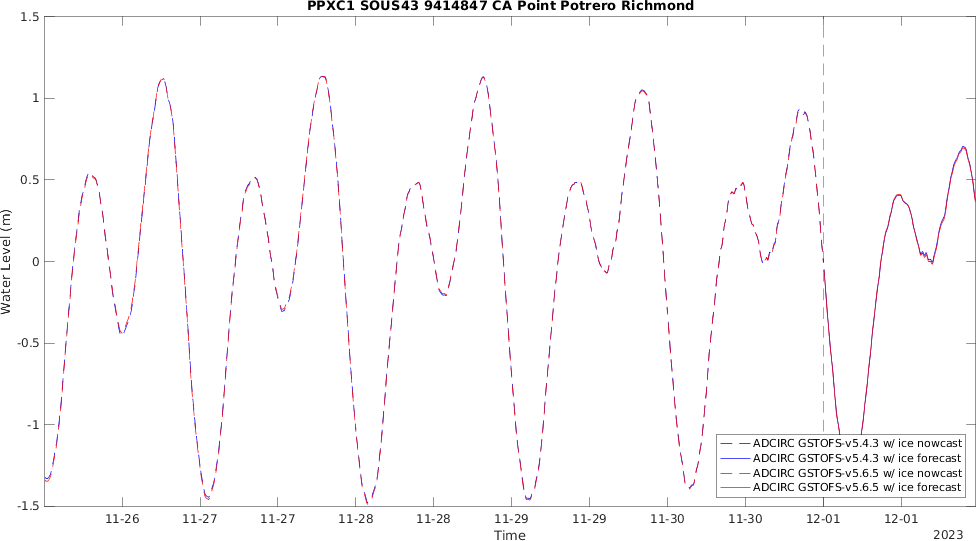 PPXC1 SOUS43 9414847 CA Point Potrero Richmond
1.5
1
0.5
0
-0.5
-1
-1.5
Water Level (m)
11-26
11-27
11-27
11-28
11-28
11-29
11-29
11-30
11-30
12-01
12-01
Time
2023
ADCIRC GSTOFS-v5.4.3 w/ ice nowcast
ADCIRC GSTOFS-v5.4.3 w/ ice forecast
ADCIRC GSTOFS-v5.6.5 w/ ice nowcast
ADCIRC GSTOFS-v5.6.5 w/ ice forecast